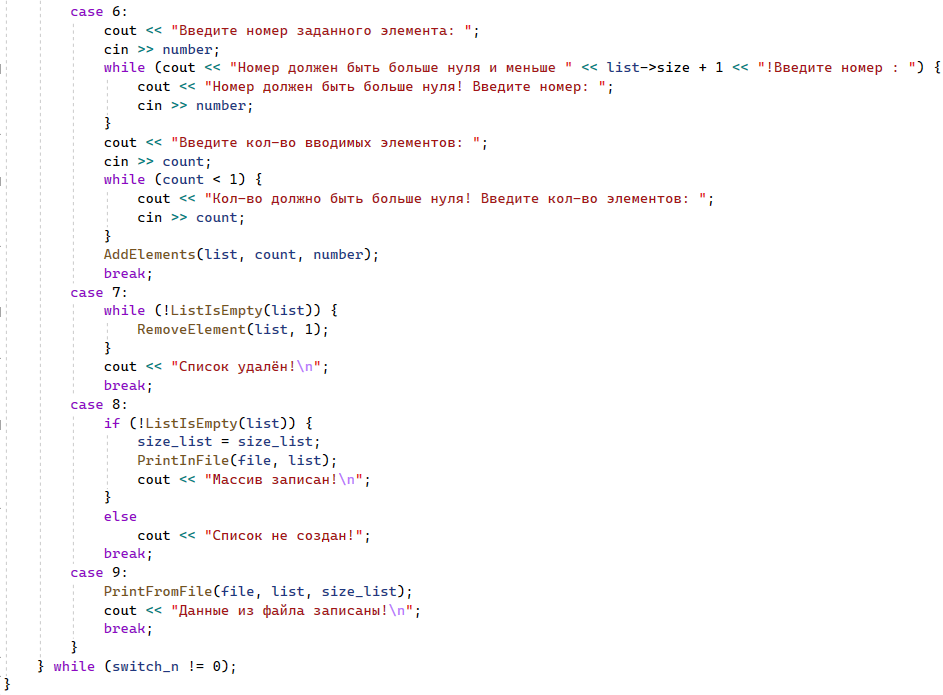 case 6:
cout << "Введите номер заданного элемента: ";
cin >> number;
while (cout << "Номер должен быть больше нуля и меньше " << list->size + 1 << "!Введите номер : ") {
cout << "Номер должен быть больше нуля! Введите номер: ";
cin >> number;
}
cout << "Введите кол-во вводимых элементов: ";
cin >> count;
while (count < 1) {
cout << "Кол-во должно быть больше нуля! Введите кол-во элементов: ";
cin >> count;
}
AddElements(list, count, number);
break;
case 7:
while (!ListIsEmpty(list)) {
RemoveElement(list, 1);
}
cout << "Список удалён!\n";
break;
case 8:
if (!ListIsEmpty(list)) {
size_list = size_list;
PrintInFile(file, list);
cout << "Массив записан!\n";
}
else
cout << "Список не создан!";
break;
case 9:
PrintFromFile(file, list, size_list);
cout << "Данные из файла записаны!\n";
break;
}
} while (switch_n != 0);
}